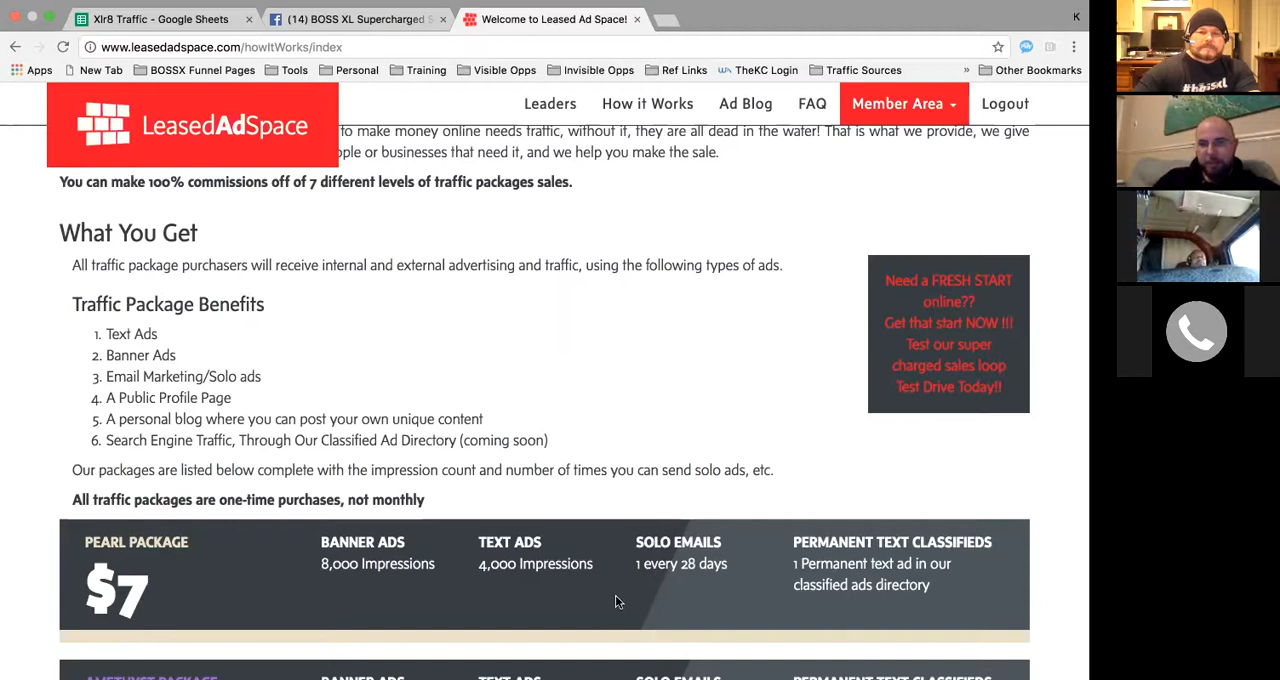 Xlr8 Traffic - Google Sheets
(14) BOSS XL Supercharged S
Welcome to Leased Ad Space!
K
www.leasedadspace.com/howItWorks/index
Apps
New Tab
BOSSX Funnel Pages
Tools
Personal
Training
Visible Opps
Invisible Opps
Ref Links
TheKC Login
Traffic Sources
»
Other Bookmarks
LeasedAdSpace
Leaders
How it Works
Ad Blog
FAQ
Member Area
Logout
to make money online needs traffic, without it, they are all dead in the water! That is what we provide, we give
ople or businesses that need it, and we help you make the sale.
You can make 100% commissions off of 7 different levels of traffic packages sales.
What You Get
All traffic package purchasers will receive internal and external advertising and traffic, using the following types of ads.
Traffic Package Benefits
1. Text Ads
2. Banner Ads
3. Email Marketing/Solo ads
4. A Public Profile Page
5. A personal blog where you can post your own unique content
6. Search Engine Traffic, Through Our Classified Ad Directory (coming soon)
Need a FRESH START
online??
Get that start NOW !!!
Test our super
charged sales loop
Test Drive Today!!
Our packages are listed below complete with the impression count and number of times you can send solo ads, etc.
All traffic packages are one-time purchases, not monthly
PEARL PACKAGE
$7
BANNER ADS
8,000 Impressions
TEXT ADS
4,000 Impressions
SOLO EMAILS
1 every 28 days
PERMANENT TEXT CLASSIFIEDS
1 Permanent text ad in our
classified ads directory
AMETHYST PACKAGE
BANNER ADS
TEXT ADS
SOLO EMAILS
PERMANENT TEXT CLASSIFIEDS